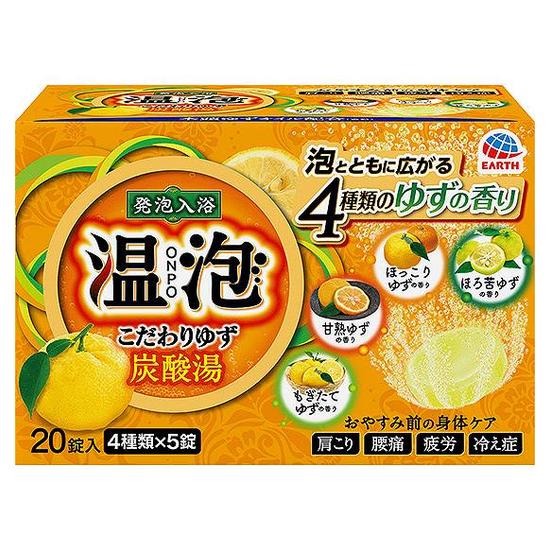 温泡
EARTH
泡とともに広がる
4種類のゆずの香り
発泡入浴
温泡
ONPO
こだわりゆず
炭酸湯
ほっこり
ゆずの香り
ほろ苦ゆず
の香り
甘熟ゆず
の香り
もぎたて
ゆずの香り
20錠入
4種類×5錠
おやすみ前の身体ケア
肩こり
腰痛
疲労
冷え症